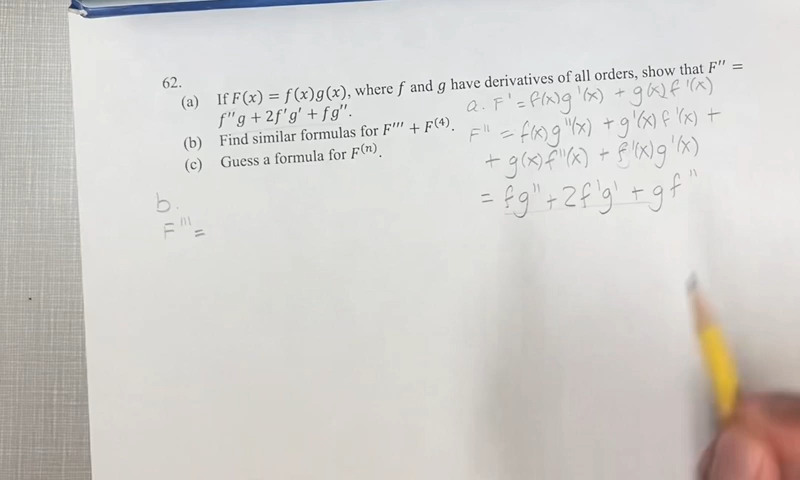 62.
(a) If F(x) = f(x)g(x), where f and g have derivatives of all orders, show that F″ =
f″g + 2f′g′ + fg″.
(b) Find similar formulas for F‴ + F⁽⁴⁾.
(c) Guess a formula for F⁽ⁿ⁾.
a. F' = f(x)g'(x) + g(x)f'(x)
F" = f(x)g"(x) + g'(x)f'(x) +
+ g(x)f"(x) + f'(x)g'(x)
= fg" + 2f'g' + gf"
b.
F''' =